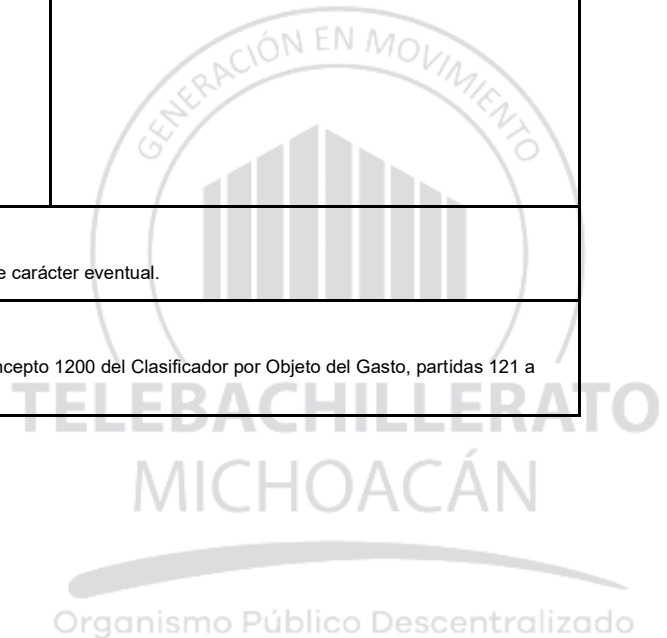 GENERACIÓN EN MOVIMIENTO
carácter eventual.
1200 del Clasificador por Objeto del Gasto, partidas 121 a
TELEBACHILLERATO
MICHOACÁN
Organismo Público Descentralizado